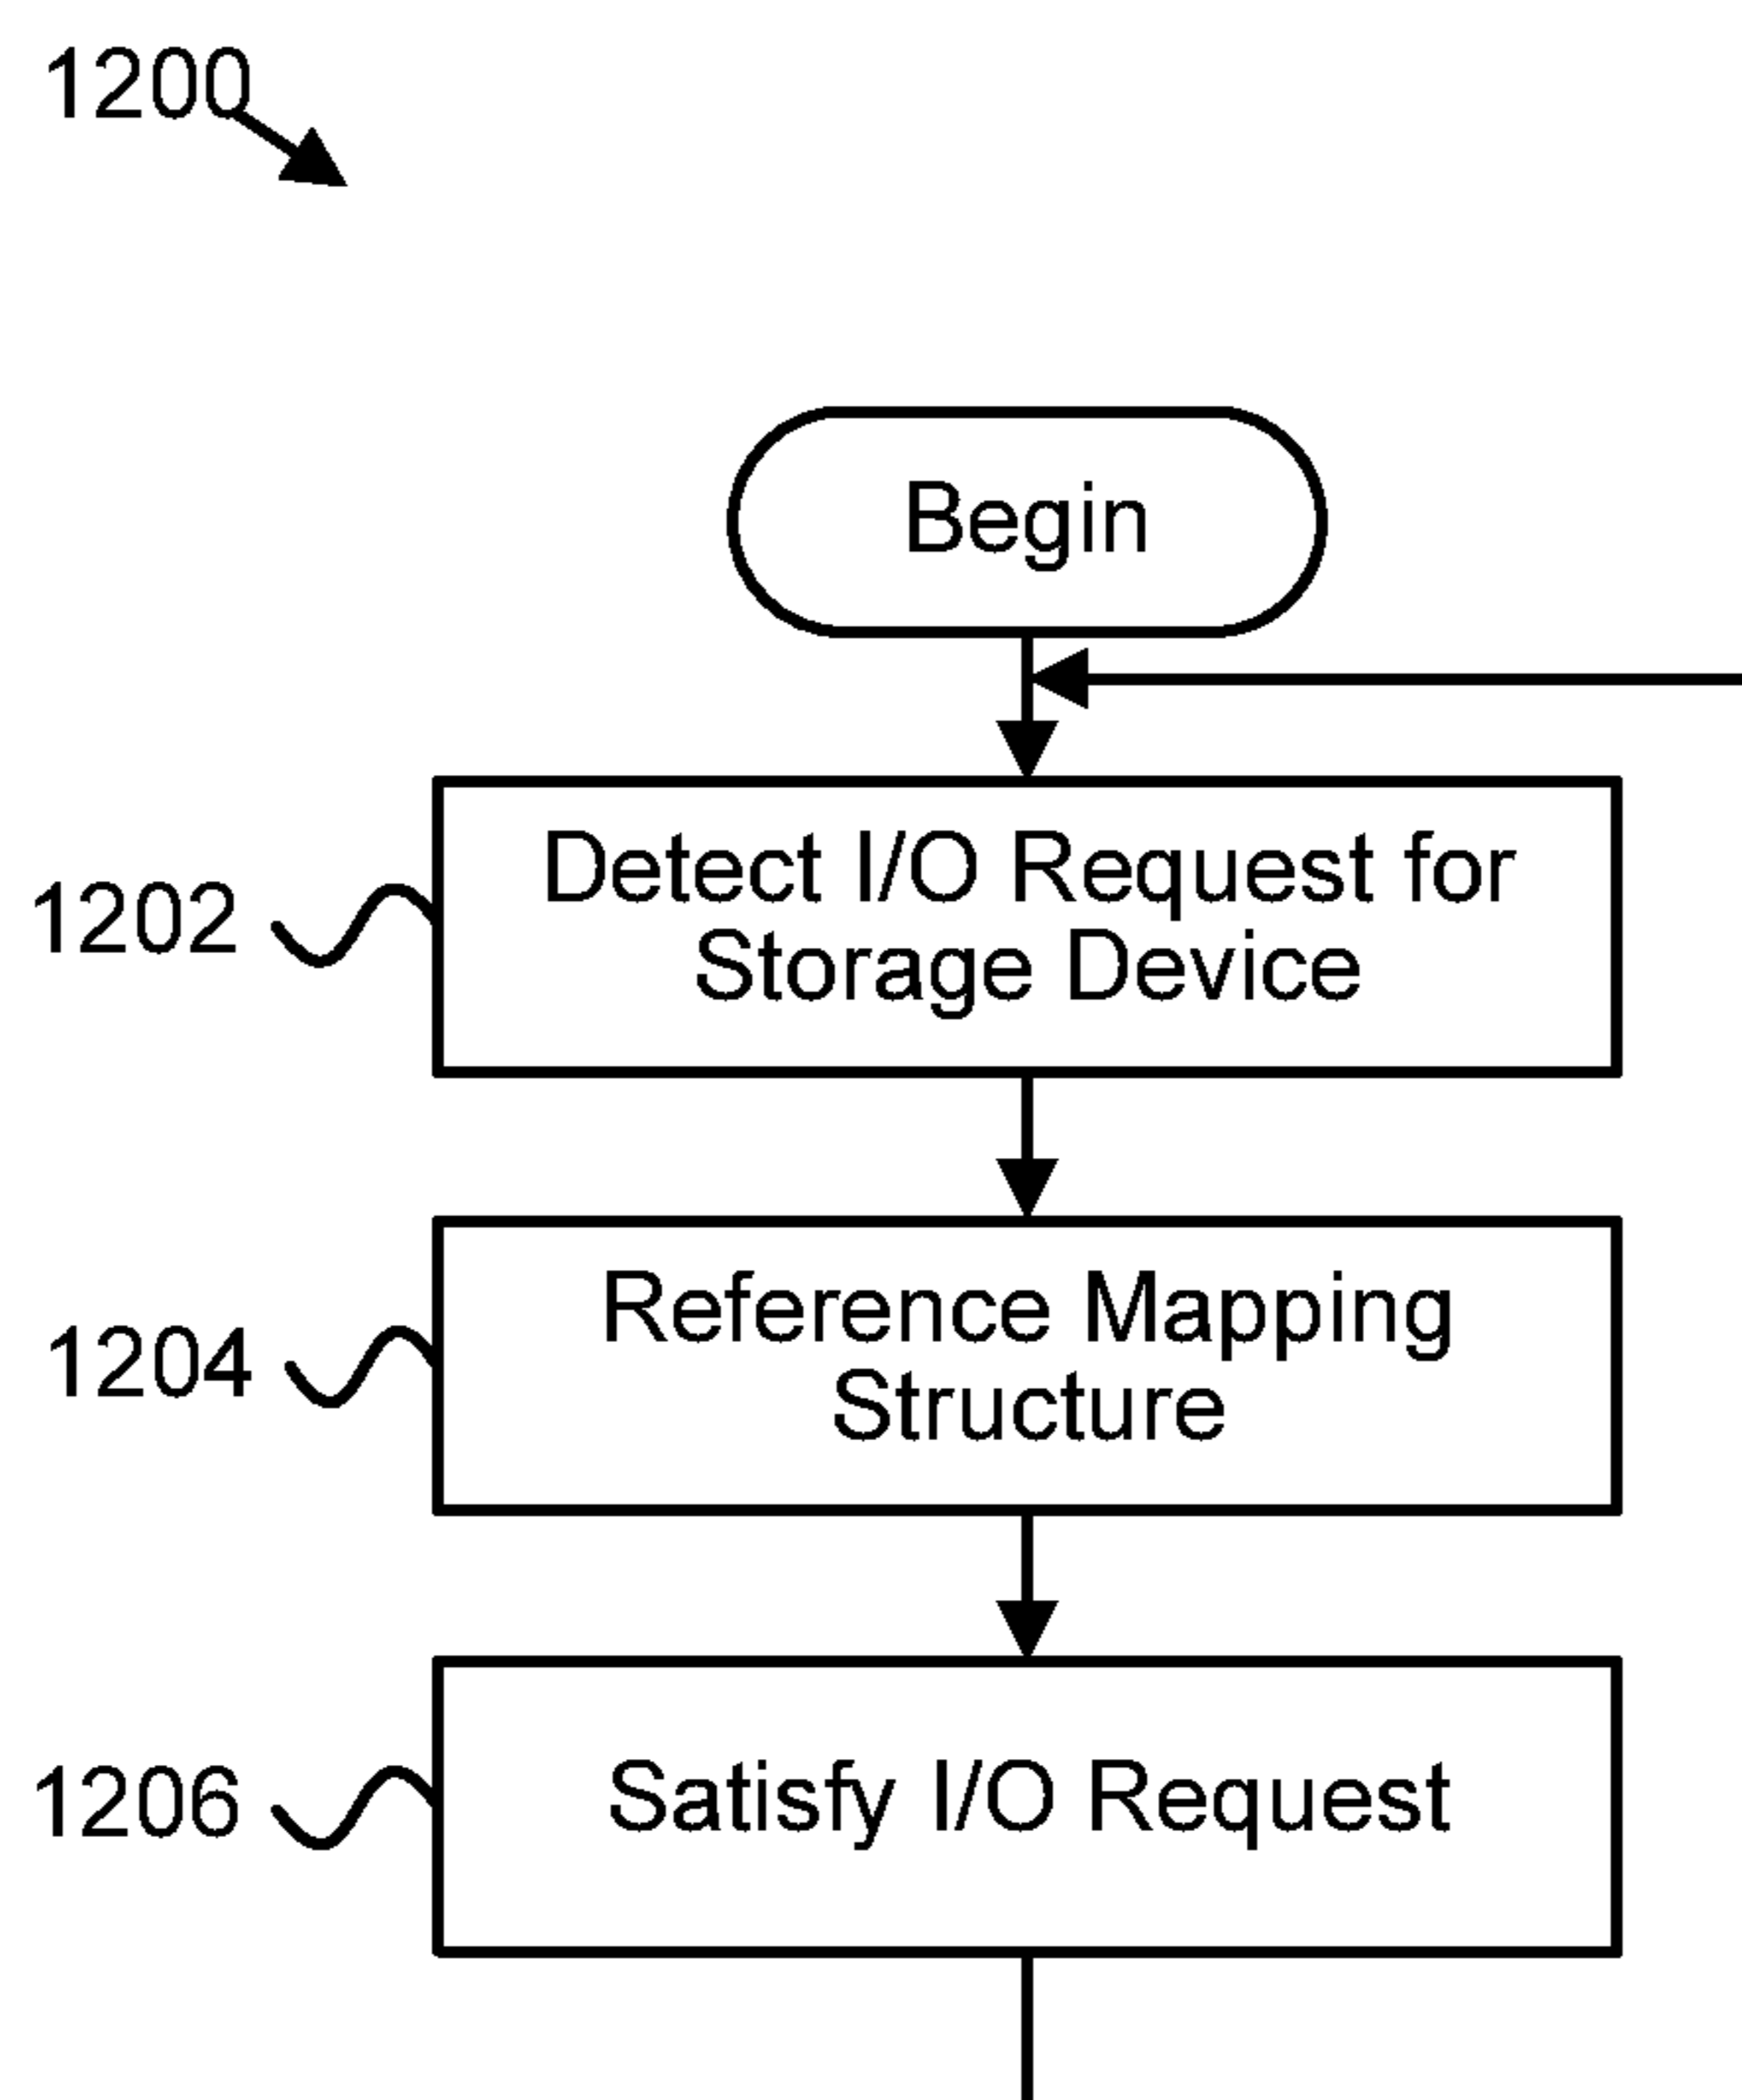 1200
Begin
1202
Detect I/O Request for
Storage Device
1204
Reference Mapping
Structure
1206
Satisfy I/O Request